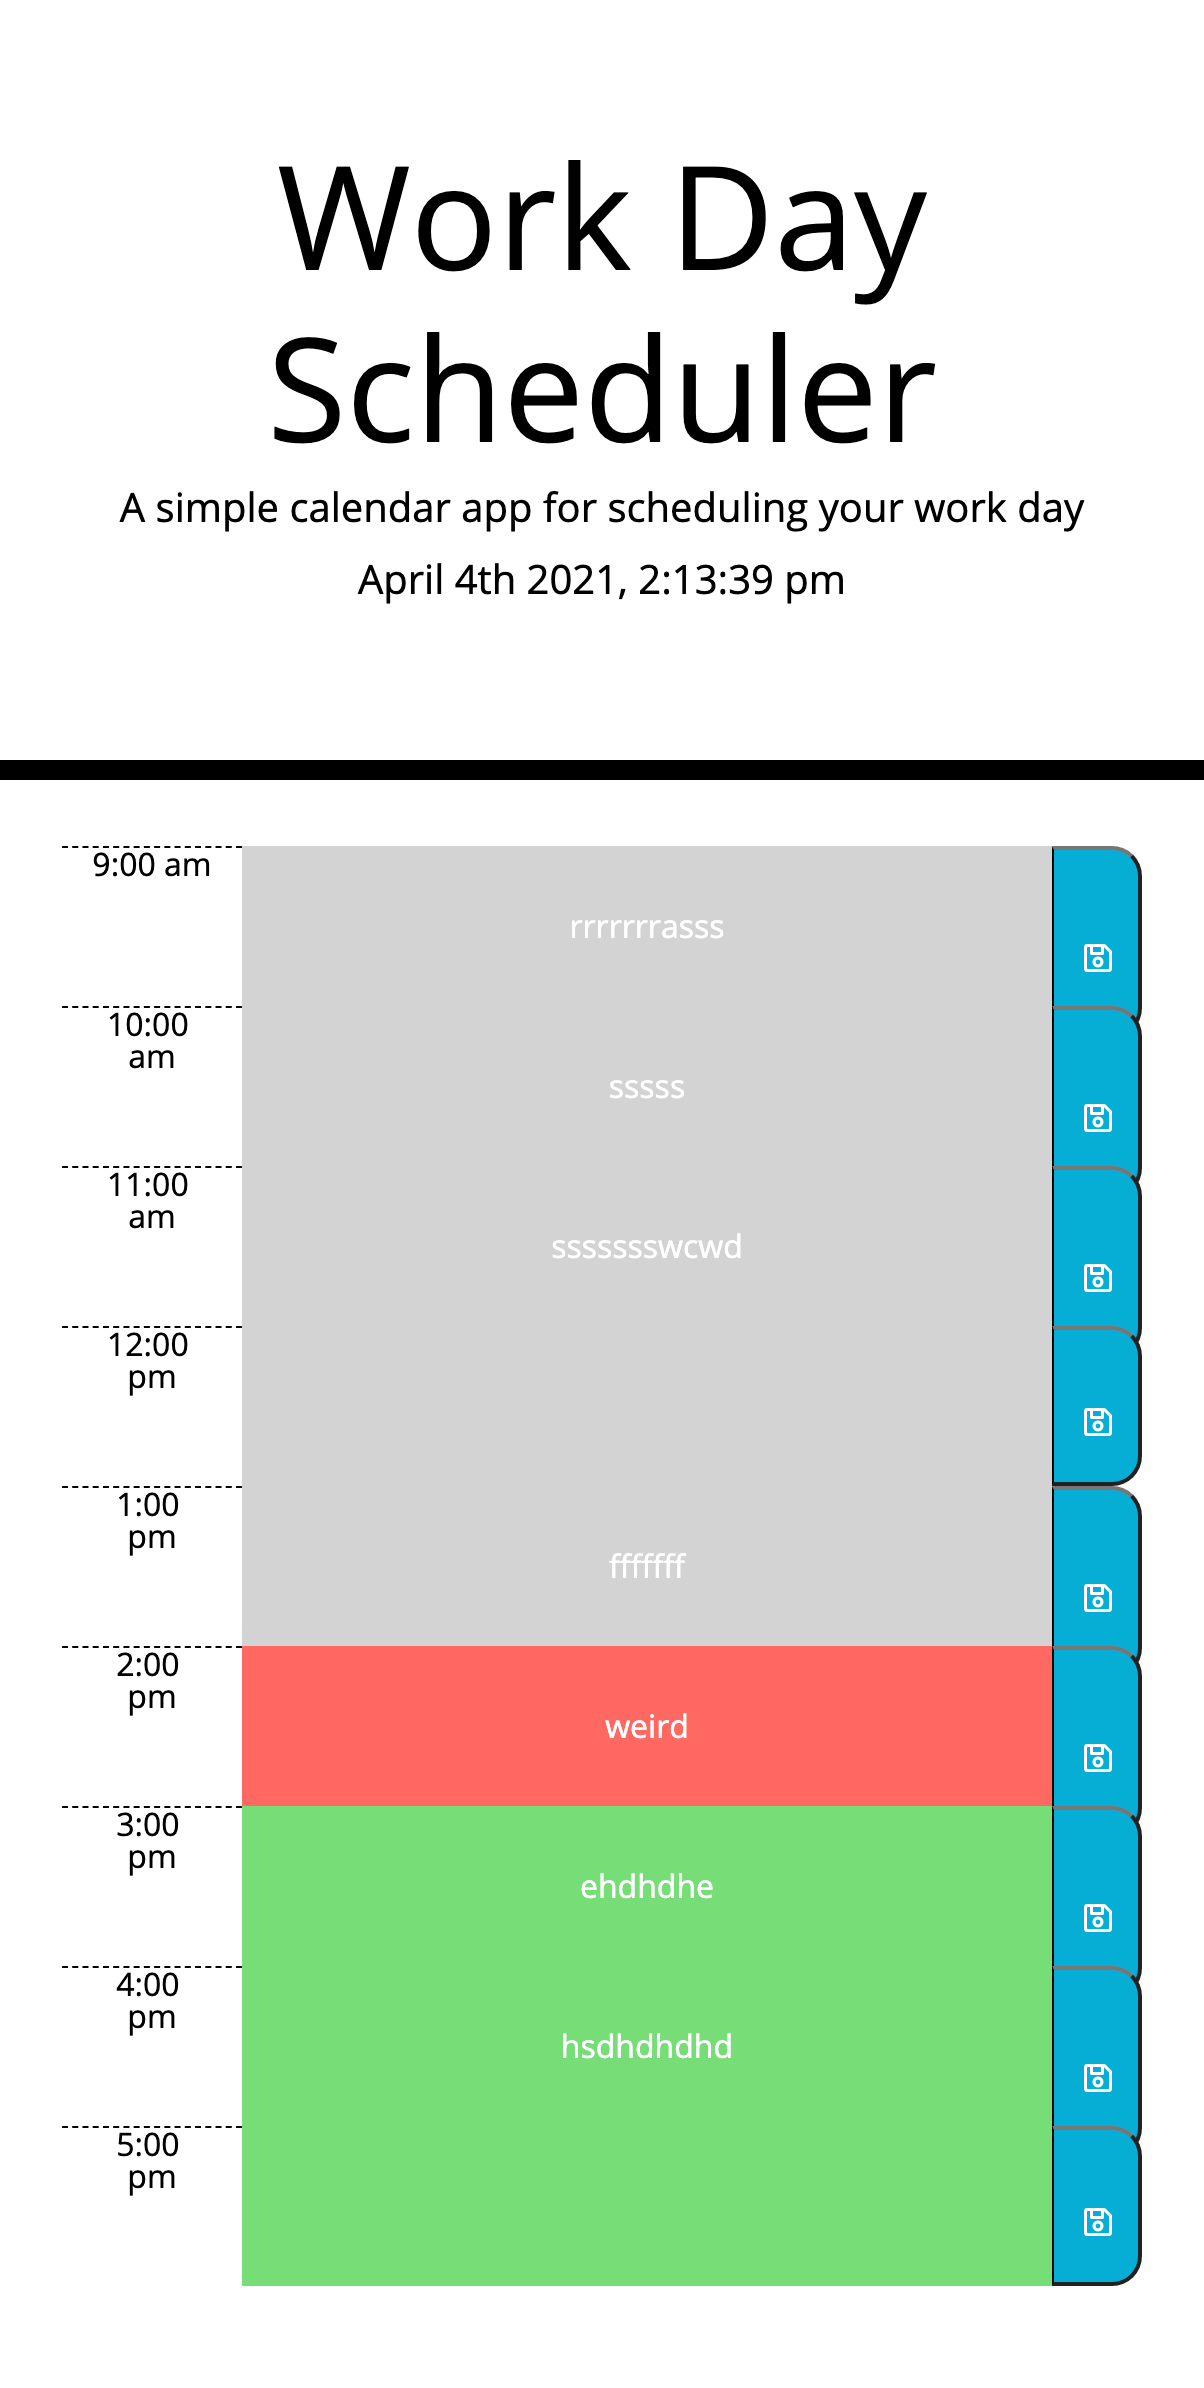 Work Day
Scheduler
A simple calendar app for scheduling your work day
April 4th 2021, 2:13:39 pm
9:00 am
rrrrrrrasss
10:00
am
sssss
11:00
am
ssssssswcwd
12:00
pm
1:00
pm
fffffff
2:00
pm
weird
3:00
pm
ehdhdhe
4:00
pm
hsdhdhdhd
5:00
pm